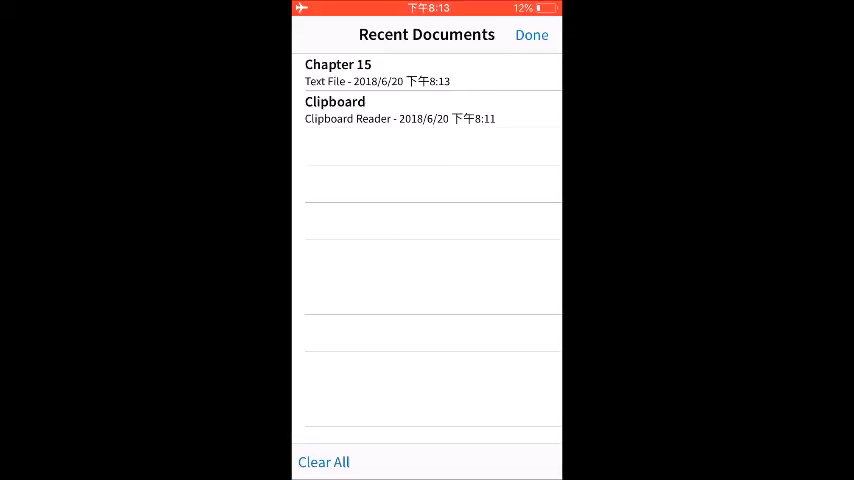 下午8:13 12%
Recent Documents Done
Chapter 15
Text File - 2018/6/20 下午8:13
Clipboard
Clipboard Reader - 2018/6/20 下午8:11
Clear All